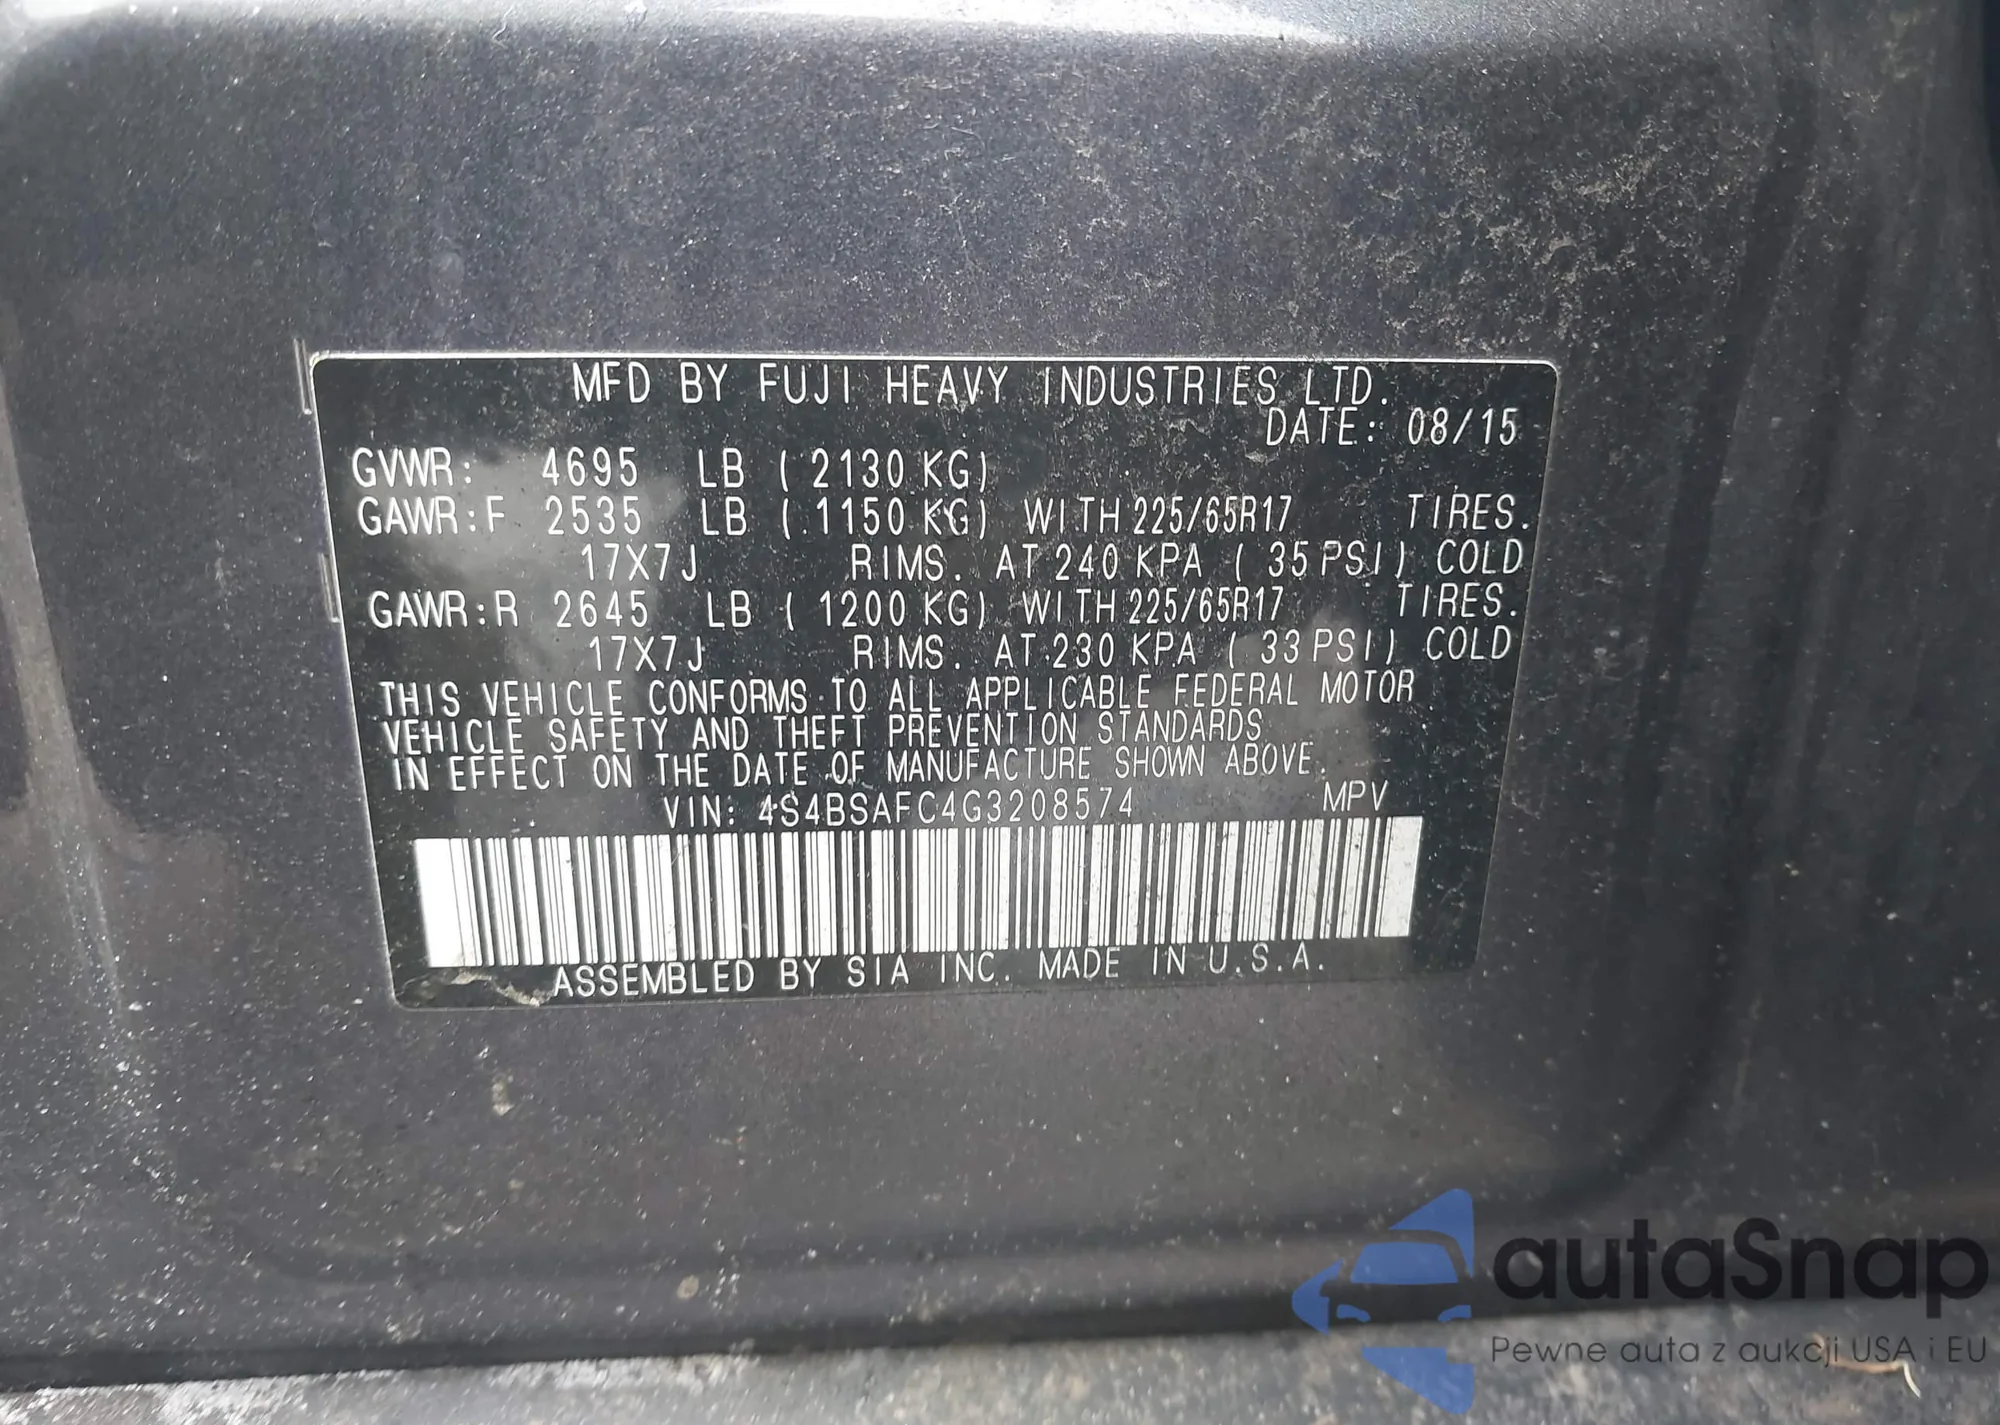 MFD BY FUJI HEAVY INDUSTRIES LTD.
DATE: 08/15
GVWR: 4695 LB ( 2130 KG)
GAWR:F 2535 LB ( 1150 KG) WITH 225/65R17 TIRES.
17X7J RIMS. AT 240 KPA ( 35 PSI) COLD
GAWR:R 2645 LB ( 1200 KG) WITH 225/65R17 TIRES.
17X7J RIMS. AT 230 KPA ( 33 PSI) COLD
THIS VEHICLE CONFORMS TO ALL APPLICABLE FEDERAL MOTOR
VEHICLE SAFETY AND THEFT PREVENTION STANDARDS
IN EFFECT ON THE DATE OF MANUFACTURE SHOWN ABOVE.
VIN: 4S4BSAFC4G3208574 MPV
ASSEMBLED BY SIA INC. MADE IN U.S.A.
autaSnap
Pewne auta z aukcji USA i EU